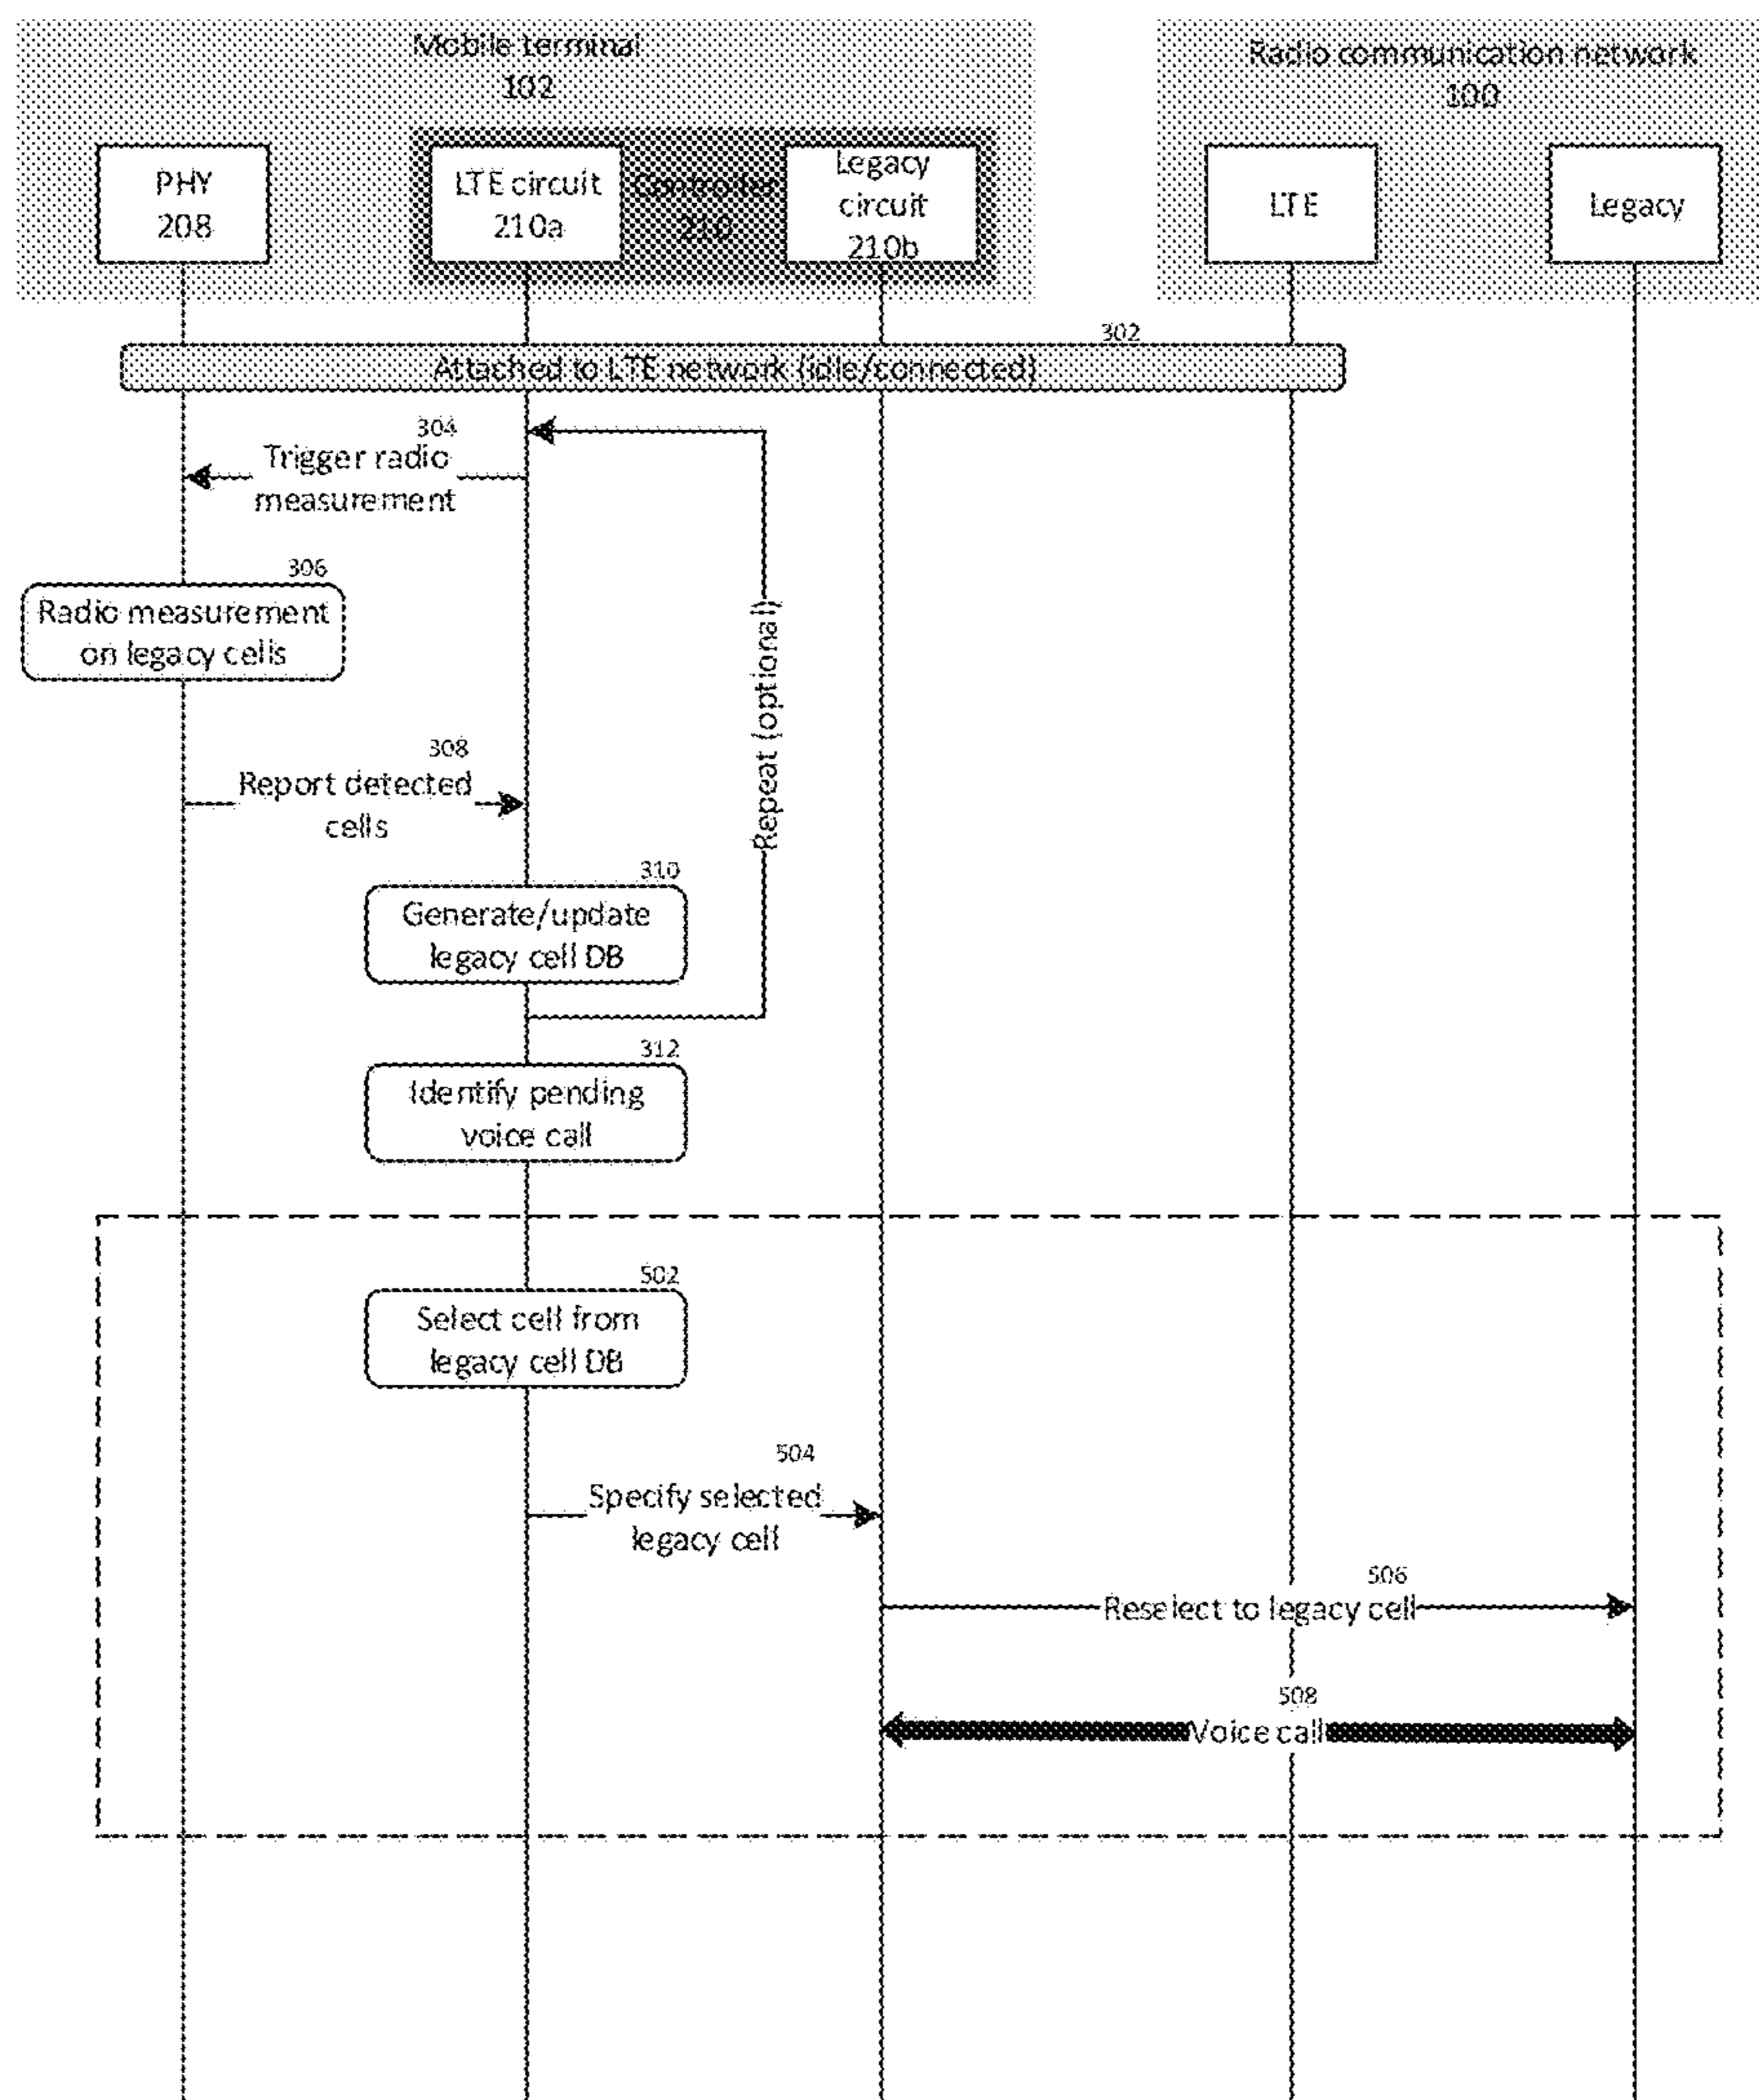 Mobile terminal
102
Radio communication network
100
PHY
208
LTE circuit
210a
Controller
210
Legacy
circuit
210b
LTE
Legacy
302
Attached to LTE network (idle/connected)
304
Trigger radio
measurement
306
Radio measurement
on legacy cells
308
Report detected
cells
Repeat (optional)
310
Generate/update
legacy cell DB
312
Identify pending
voice call
502
Select cell from
legacy cell DB
504
Specify selected
legacy cell
506
Reselect to legacy cell
508
Voice call